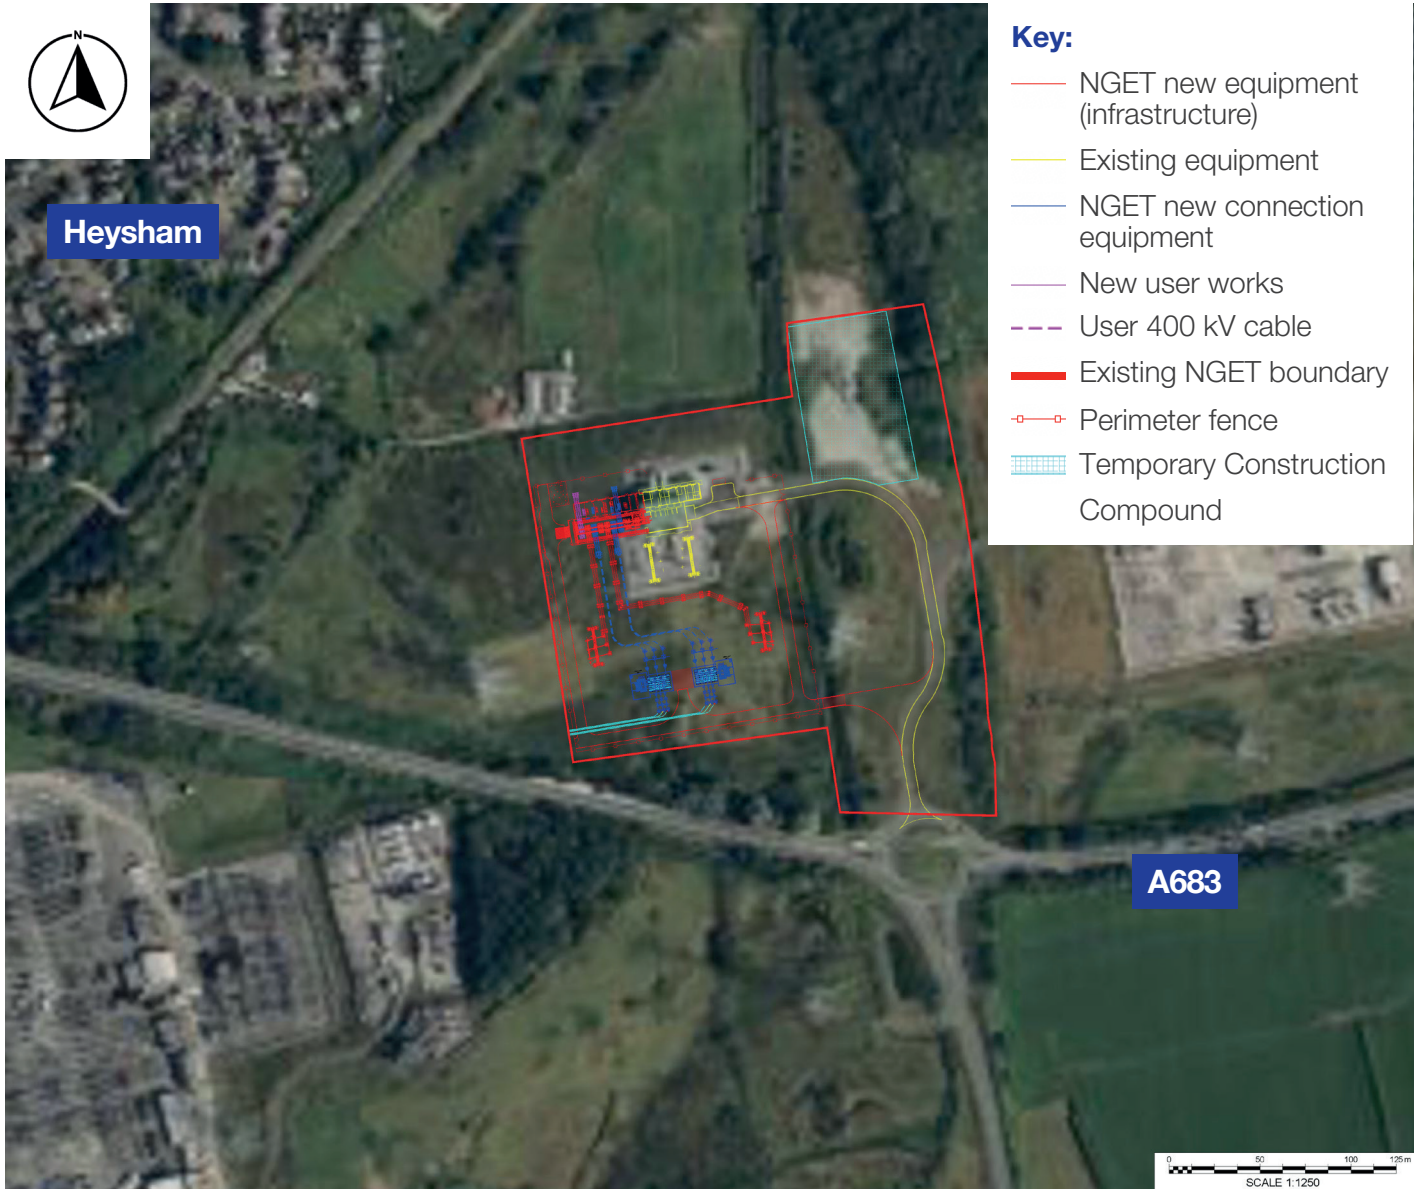 N
Heysham
Key:
NGET new equipment
(infrastructure)
Existing equipment
NGET new connection
equipment
New user works
User 400 kV cable
Existing NGET boundary
Perimeter fence
Temporary Construction
Compound
A683
0 50 100 125 m
SCALE 1:1250